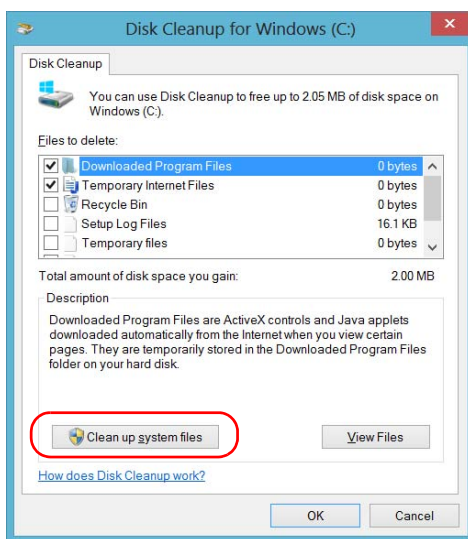 Disk Cleanup for Windows (C:)
Disk Cleanup
You can use Disk Cleanup to free up to 2.05 MB of disk space on
Windows (C:).
Files to delete:
Downloaded Program Files 0 bytes
Temporary Internet Files 0 bytes
Recycle Bin 0 bytes
Setup Log Files 16.1 KB
Temporary files 0 bytes
Total amount of disk space you gain: 2.00 MB
Description
Downloaded Program Files are ActiveX controls and Java applets
downloaded automatically from the Internet when you view certain
pages. They are temporarily stored in the Downloaded Program Files
folder on your hard disk.
Clean up system files View Files
How does Disk Cleanup work?
OK Cancel